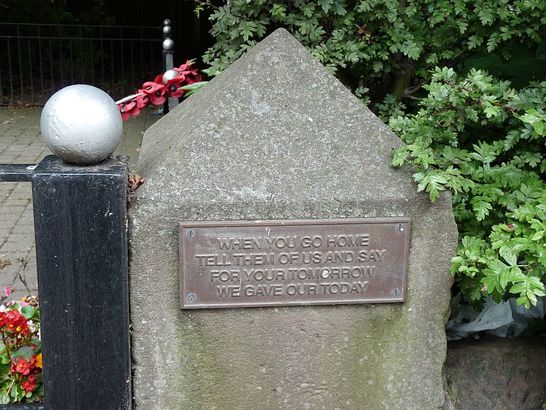 WHEN YOU GO HOME
TELL THEM OF US AND SAY
FOR YOUR TOMORROW
WE GAVE OUR TODAY